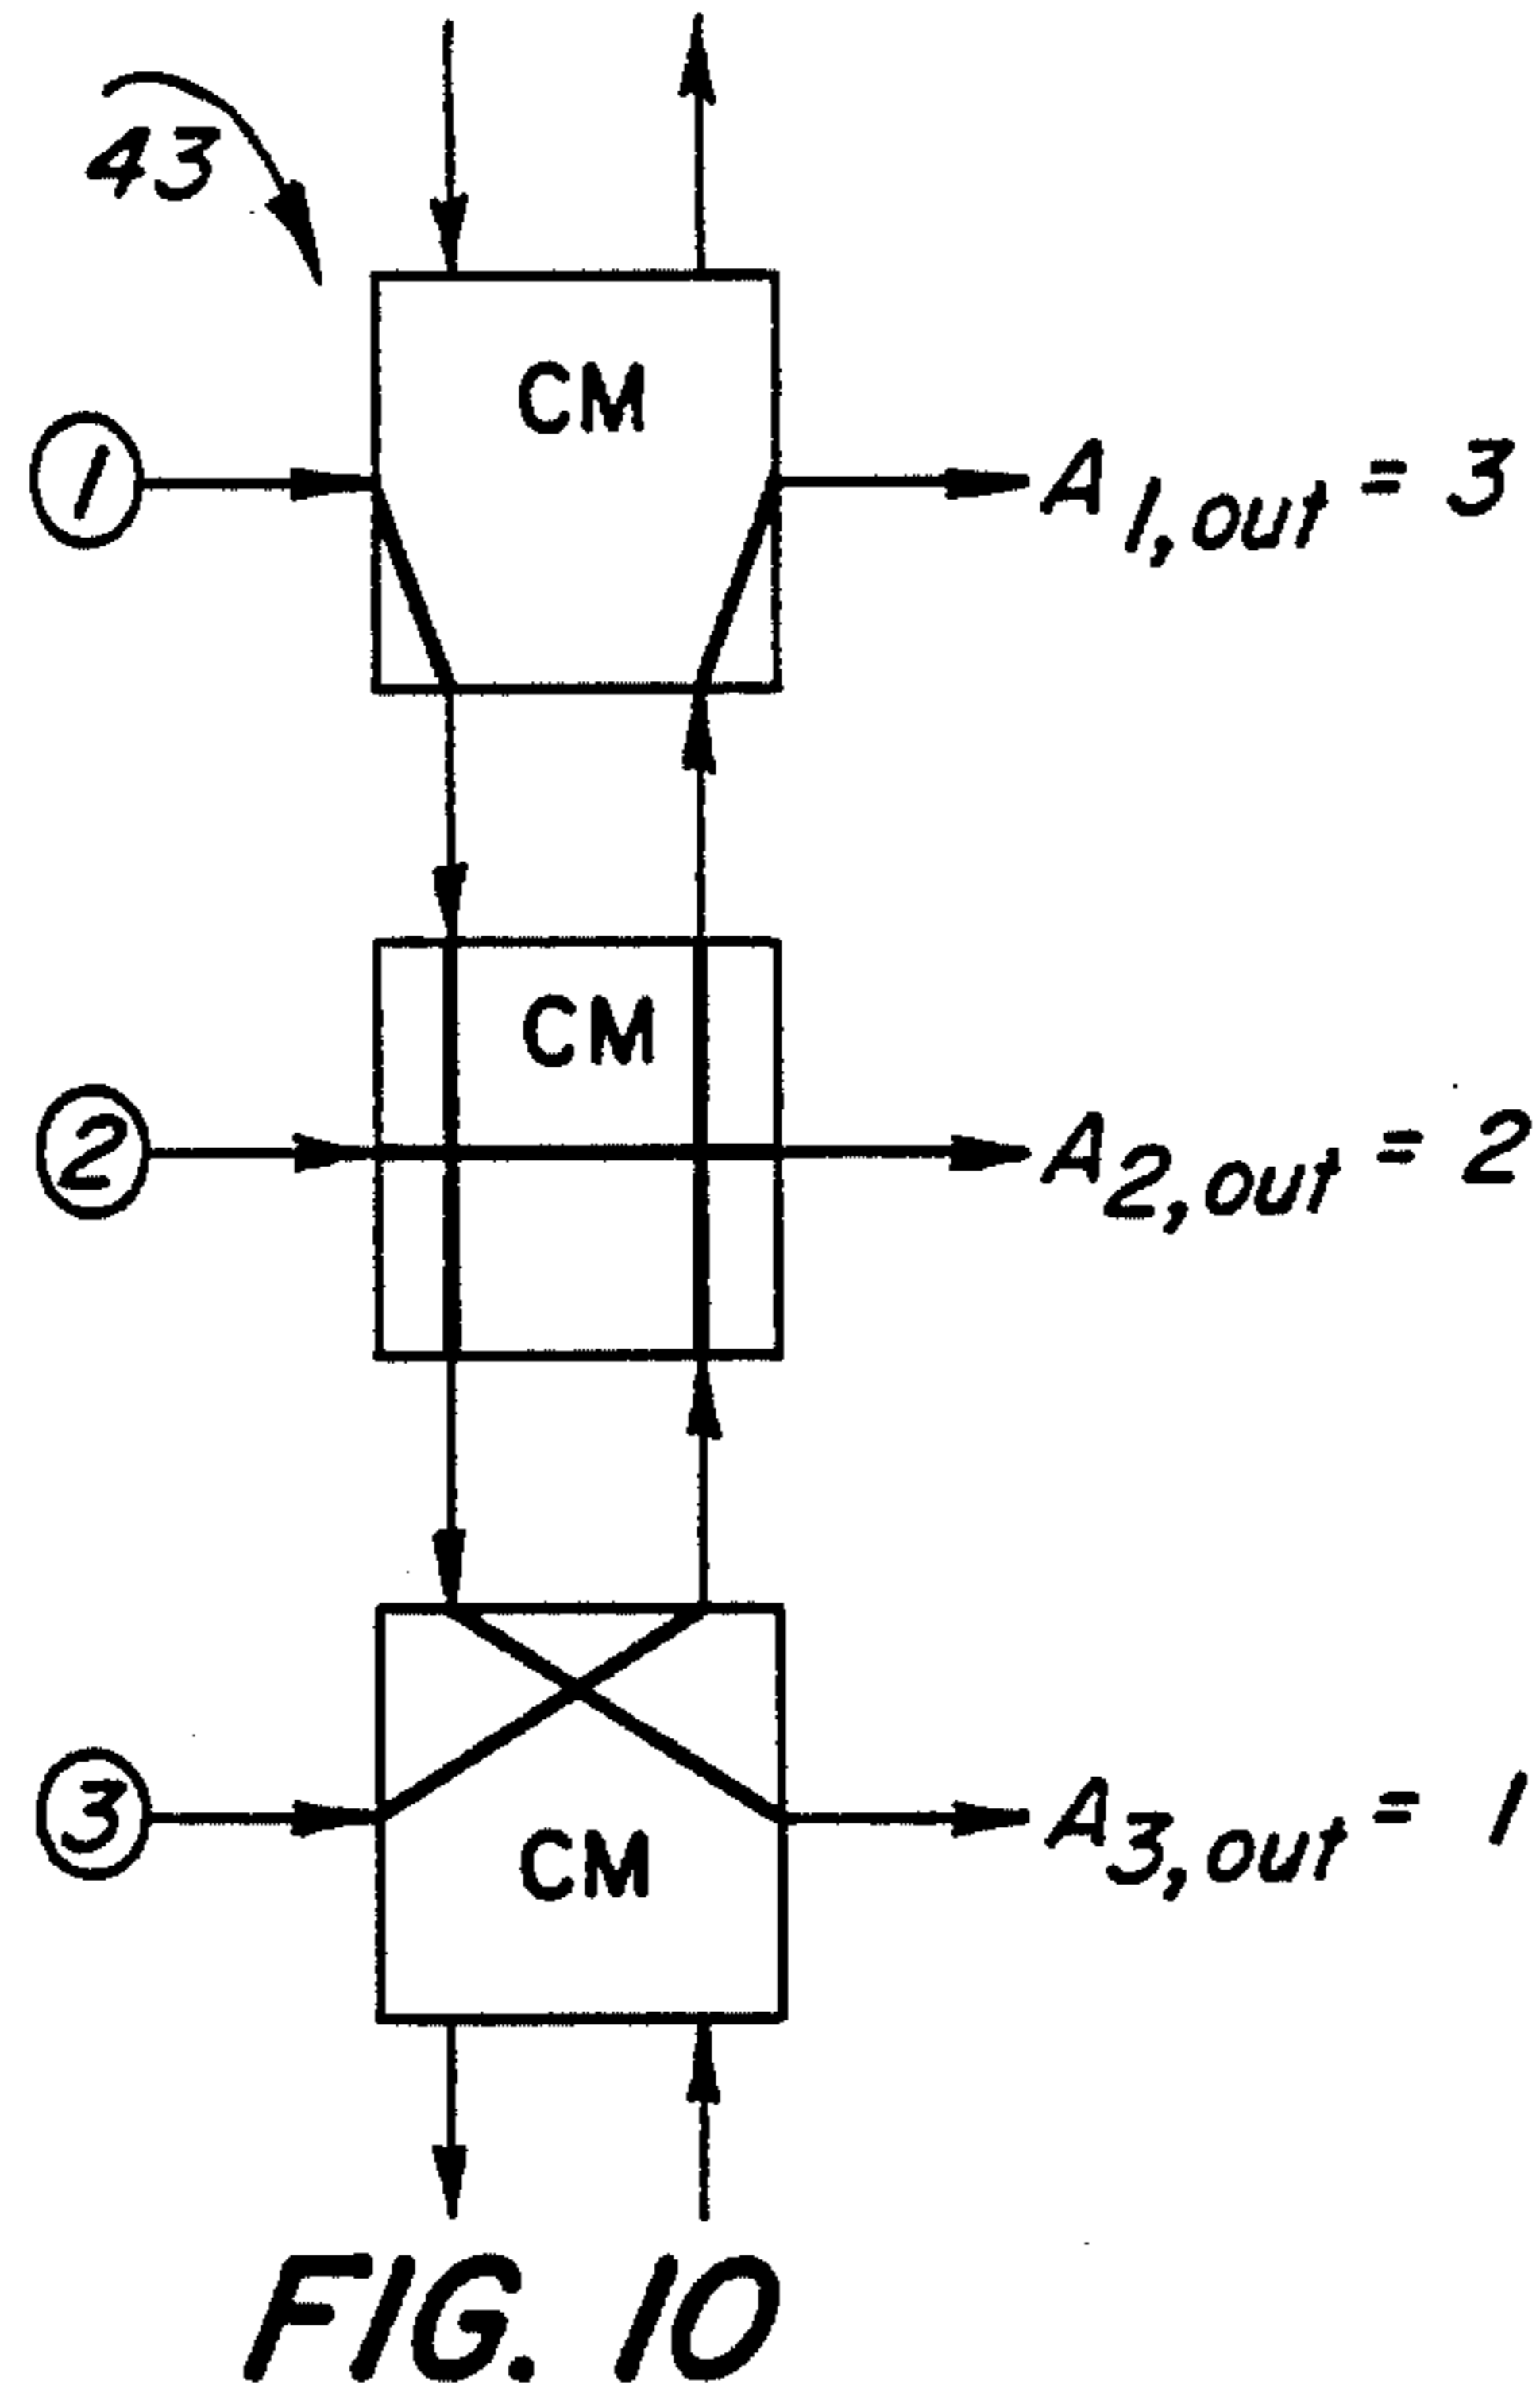 43
CM
1
A1,out = 3
CM
2
A2,out = 2
3
A3,out = 1
CM
FIG. 10